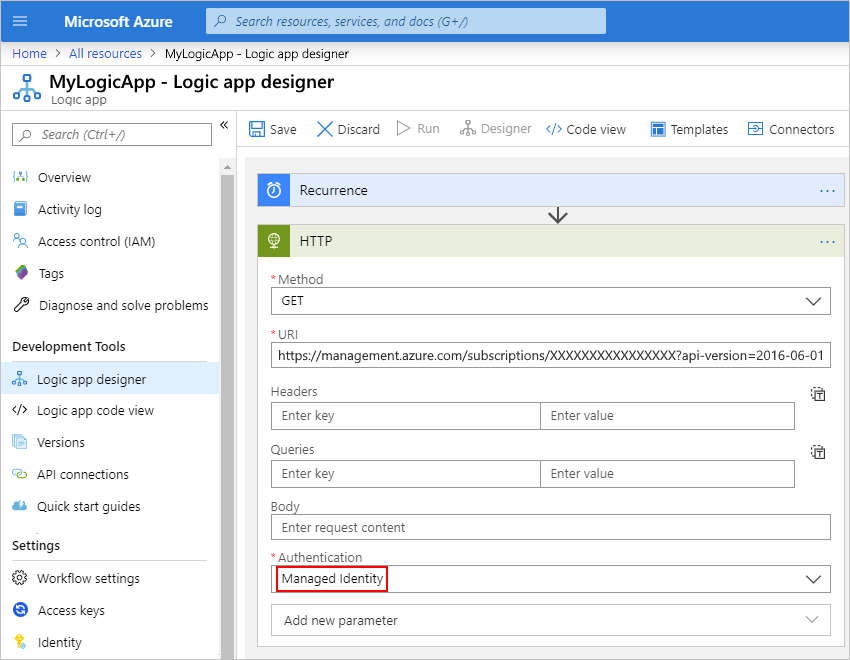 Microsoft Azure
Search resources, services, and docs (G+/)
Home > All resources > MyLogicApp - Logic app designer
MyLogicApp - Logic app designer
Logic app
Search (Ctrl+/)
«
Overview
Activity log
Access control (IAM)
Tags
Diagnose and solve problems
Development Tools
Logic app designer
Logic app code view
Versions
API connections
Quick start guides
Settings
Workflow settings
Access keys
Identity
Save Discard Run Designer Code view Templates Connectors
Recurrence ...
HTTP ...
* Method
GET
* URI
https://management.azure.com/subscriptions/XXXXXXXXXXXXXXXX?api-version=2016-06-01
Headers
Enter key Enter value
Queries
Enter key Enter value
Body
Enter request content
* Authentication
Managed Identity
Add new parameter